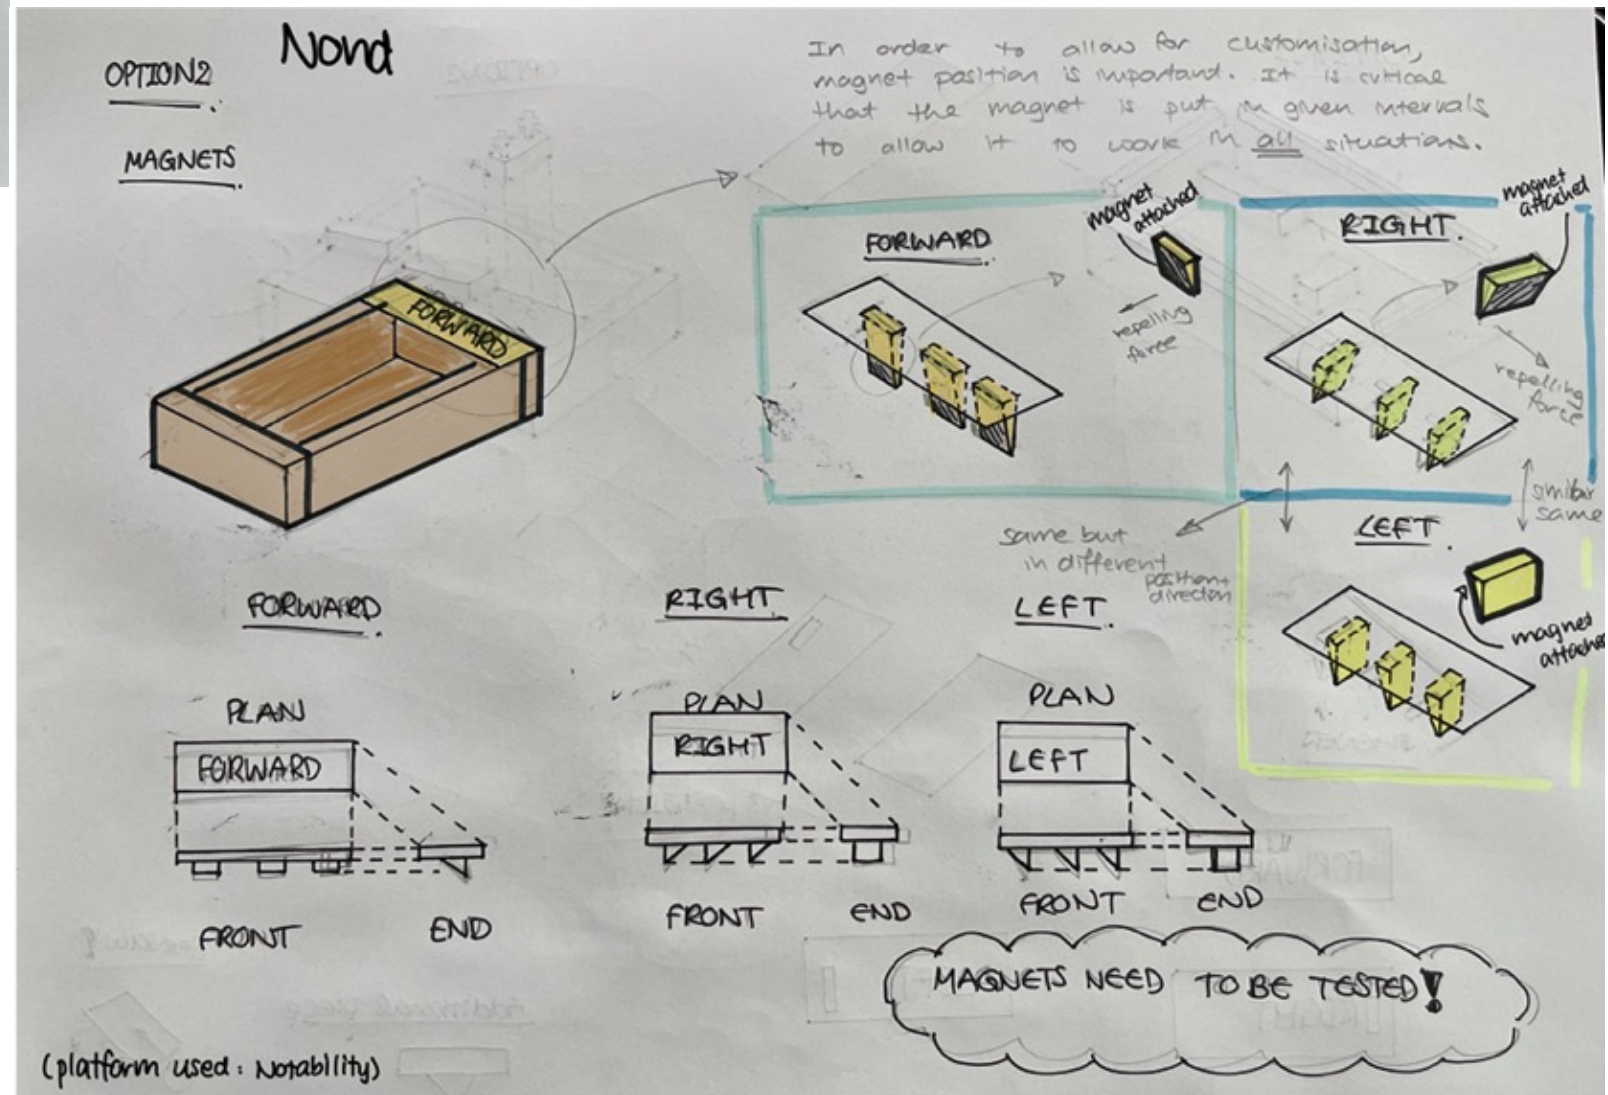 OPTION2
Nond
MAGNETS
In order to allow for customisation,
magnet position is important. It is critical
that the magnet is put in given intervals
to allow it to work in all situations.
FORWARD
FORWARD
magnet
attached
repelling
force
RIGHT
magnet
attached
repelling
force
similar
same
same but
in different
position +
direction
LEFT
magnet
attached
FORWARD
PLAN
FORWARD
FRONT
END
RIGHT
PLAN
RIGHT
FRONT
END
LEFT
PLAN
LEFT
FRONT
END
MAGNETS NEED TO BE TESTED!
(platform used: Notability)